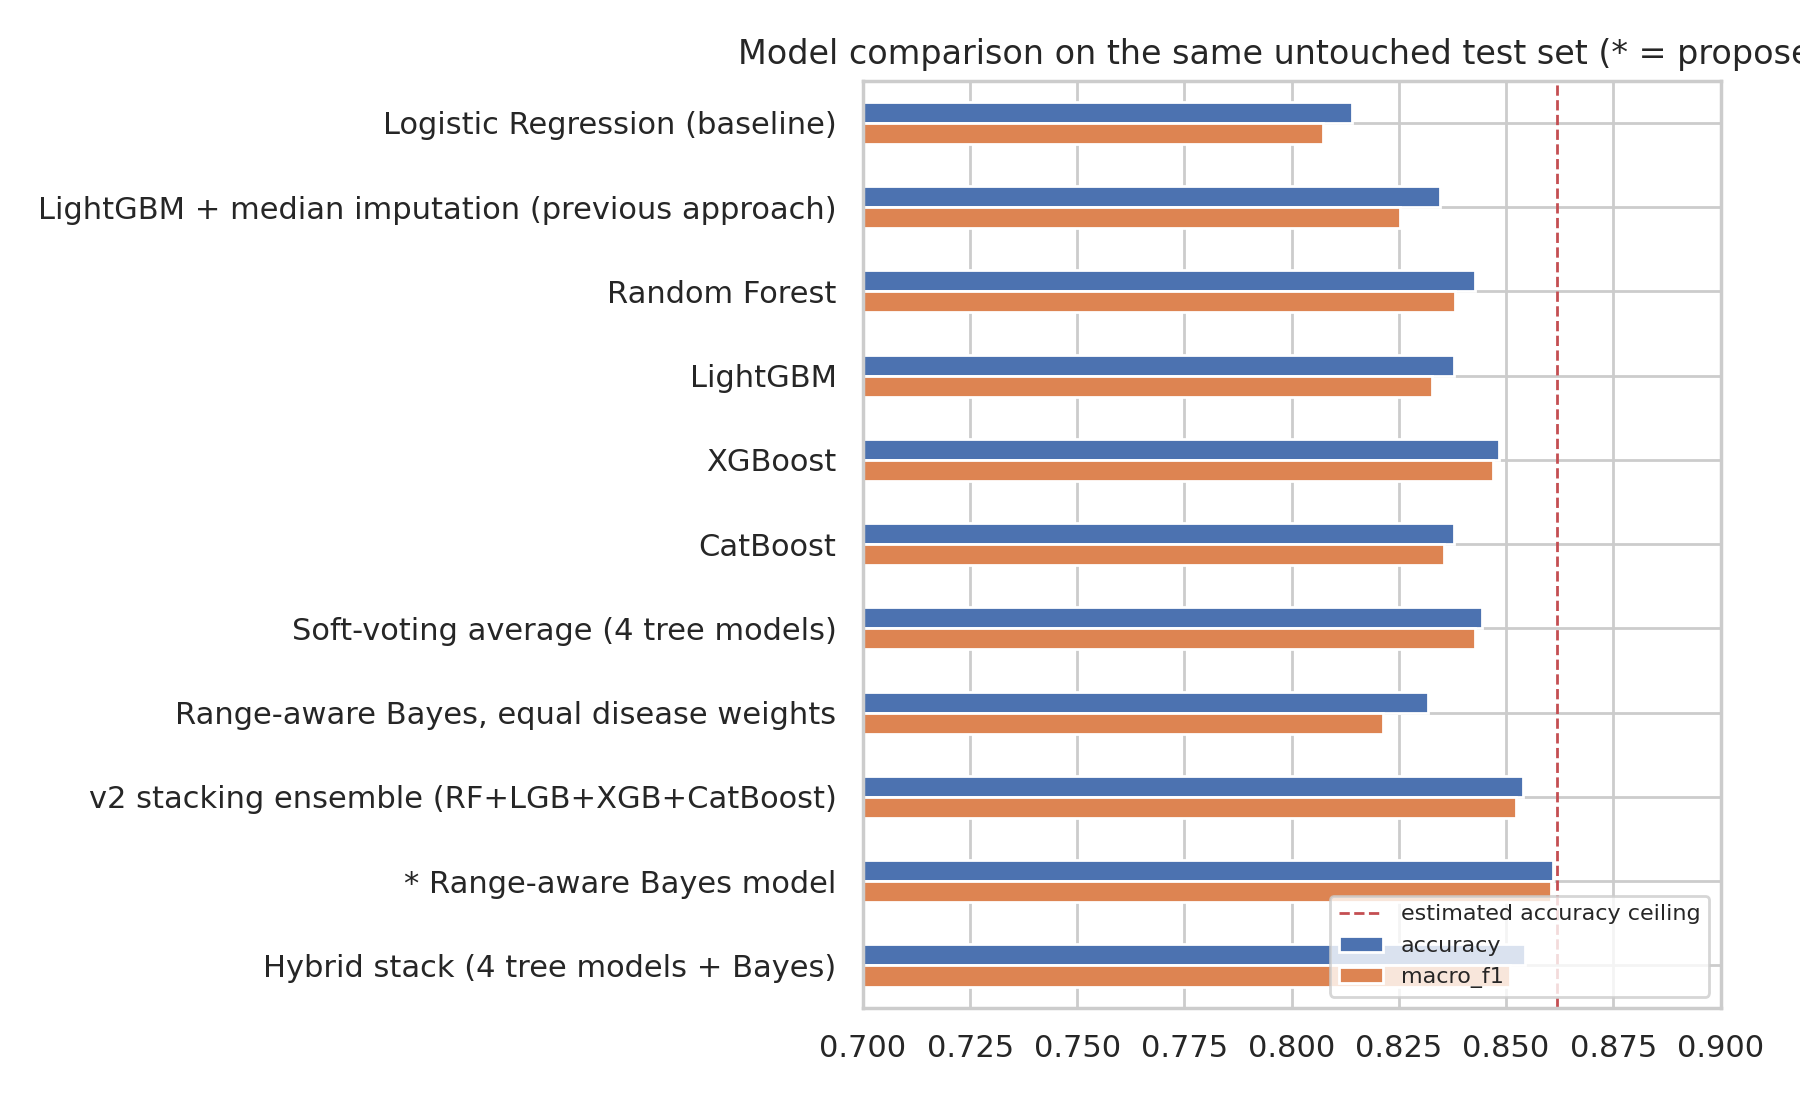 Model comparison on the same untouched test set (* = propose
Logistic Regression (baseline)
LightGBM + median imputation (previous approach)
Random Forest
LightGBM
XGBoost
CatBoost
Soft-voting average (4 tree models)
Range-aware Bayes, equal disease weights
v2 stacking ensemble (RF+LGB+XGB+CatBoost)
* Range-aware Bayes model
Hybrid stack (4 tree models + Bayes)
estimated accuracy ceiling
accuracy
macro_f1
0.700 0.725 0.750 0.775 0.800 0.825 0.850 0.875 0.900